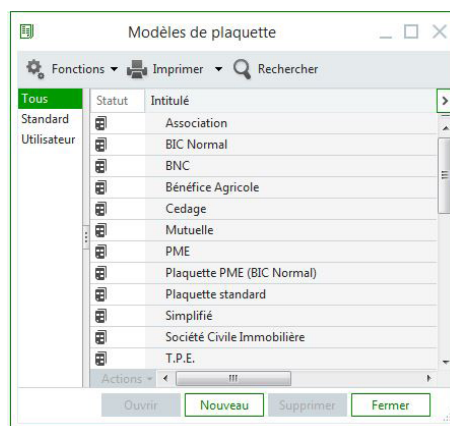 Modèles de plaquette
Fonctions Imprimer Rechercher
Tous
Standard
Utilisateur
Statut Intitulé
Association
BIC Normal
BNC
Bénéfice Agricole
Cedage
Mutuelle
PME
Plaquette PME (BIC Normal)
Plaquette standard
Simplifié
Société Civile Immobilière
T.P.E.
Actions
Ouvrir Nouveau Supprimer Fermer